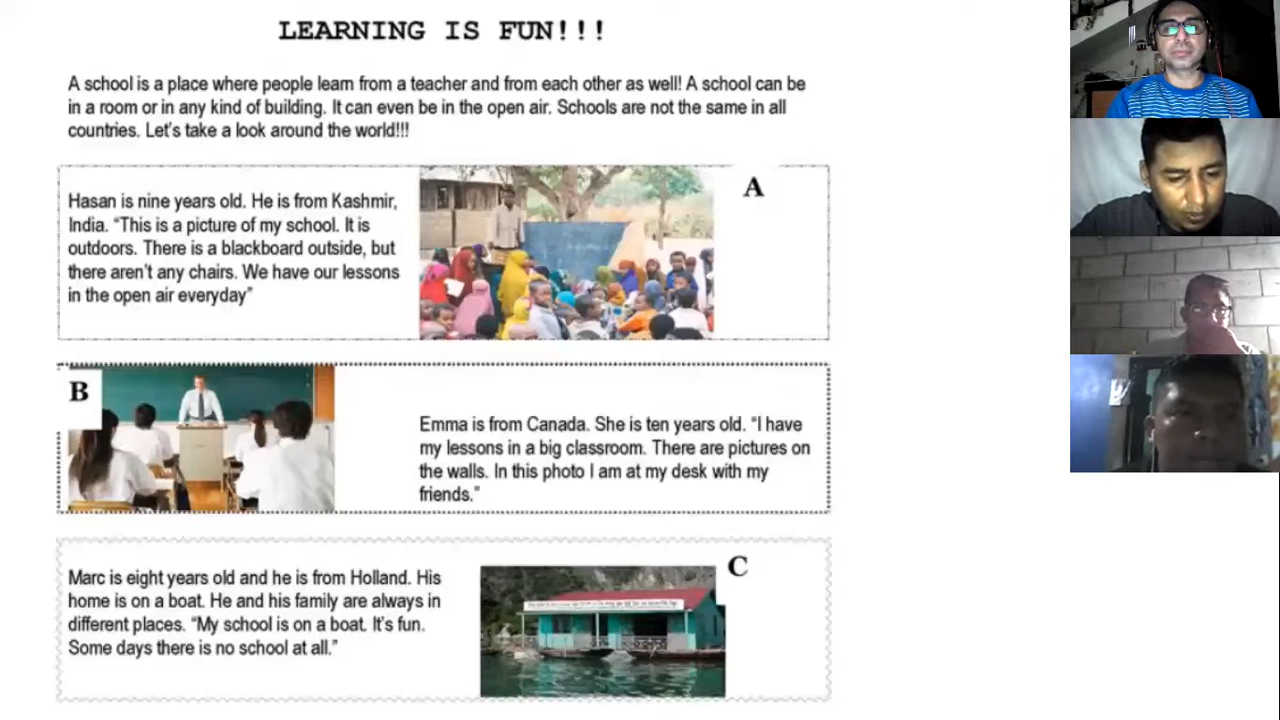 LEARNING IS FUN!!!
A school is a place where people learn from a teacher and from each other as well! A school can be
in a room or in any kind of building. It can even be in the open air. Schools are not the same in all
countries. Let's take a look around the world!!!
Hasan is nine years old. He is from Kashmir,
India. “This is a picture of my school. It is
outdoors. There is a blackboard outside, but
there aren't any chairs. We have our lessons
in the open air everyday”
A
B
Emma is from Canada. She is ten years old. “I have
my lessons in a big classroom. There are pictures on
the walls. In this photo I am at my desk with my
friends.”
Marc is eight years old and he is from Holland. His
home is on a boat. He and his family are always in
different places. “My school is on a boat. It's fun.
Some days there is no school at all.”
C